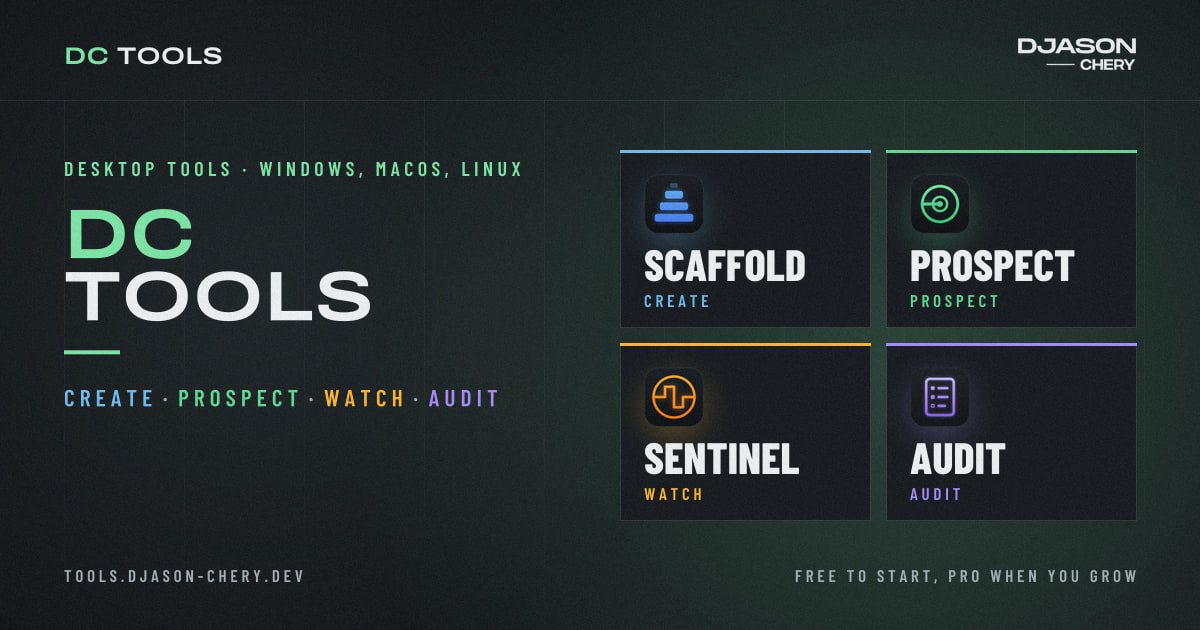 DC TOOLS
DJASON
CHERY
DESKTOP TOOLS · WINDOWS, MACOS, LINUX
DC
TOOLS
CREATE · PROSPECT · WATCH · AUDIT
SCAFFOLD
CREATE
PROSPECT
PROSPECT
SENTINEL
WATCH
AUDIT
AUDIT
TOOLS.DJASON-CHERY.DEV
FREE TO START, PRO WHEN YOU GROW